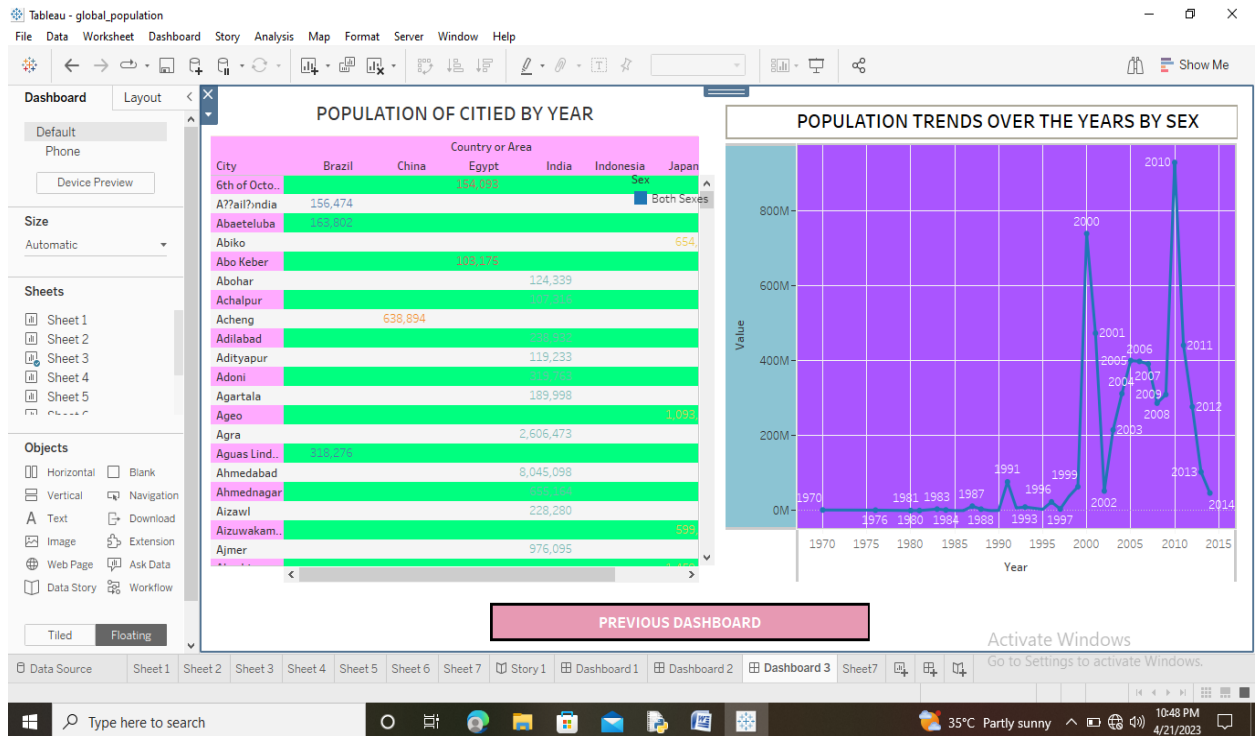 Tableau - global_population
File Data Worksheet Dashboard Story Analysis Map Format Server Window Help
Show Me
Dashboard Layout
Default
Phone
Device Preview
Size
Automatic
Sheets
Sheet 1
Sheet 2
Sheet 3
Sheet 4
Sheet 5
Objects
Horizontal Blank
Vertical Navigation
Text Download
Image Extension
Web Page Ask Data
Data Story Workflow
Tiled Floating
POPULATION OF CITIED BY YEAR
Country or Area
City Brazil China Egypt India Indonesia Japan
Sex
Both Sexes
6th of Octo.. 154,093
A??ail?›ndia 156,474
Abaeteluba 163,802
Abiko 654,
Abo Keber 103,175
Abohar 124,339
Achalpur
Acheng 638,894
Adilabad
Adityapur 119,233
Adoni
Agartala 189,998
Ageo 1,093,
Agra 2,606,473
Aguas Lind.. 318,276
Ahmedabad 8,045,098
Ahmednagar
Aizawl 228,280
Aizuwakam.. 599,
Ajmer 976,095
POPULATION TRENDS OVER THE YEARS BY SEX
Value
800M
600M
400M
200M
0M
2010
2000
2001
2011
2006
2005
2007
2004
2009
2008
2012
2003
1991
1999
2013
1996
1970
1981 1983 1987
2002
2014
1976 1980 1984 1988 1993 1997
1970 1975 1980 1985 1990 1995 2000 2005 2010 2015
Year
PREVIOUS DASHBOARD
Activate Windows
Go to Settings to activate Windows.
Data Source Sheet 1 Sheet 2 Sheet 3 Sheet 4 Sheet 5 Sheet 6 Sheet 7 Story 1 Dashboard 1 Dashboard 2 Dashboard 3 Sheet7
Type here to search
35°C Partly sunny
10:48 PM
4/21/2023